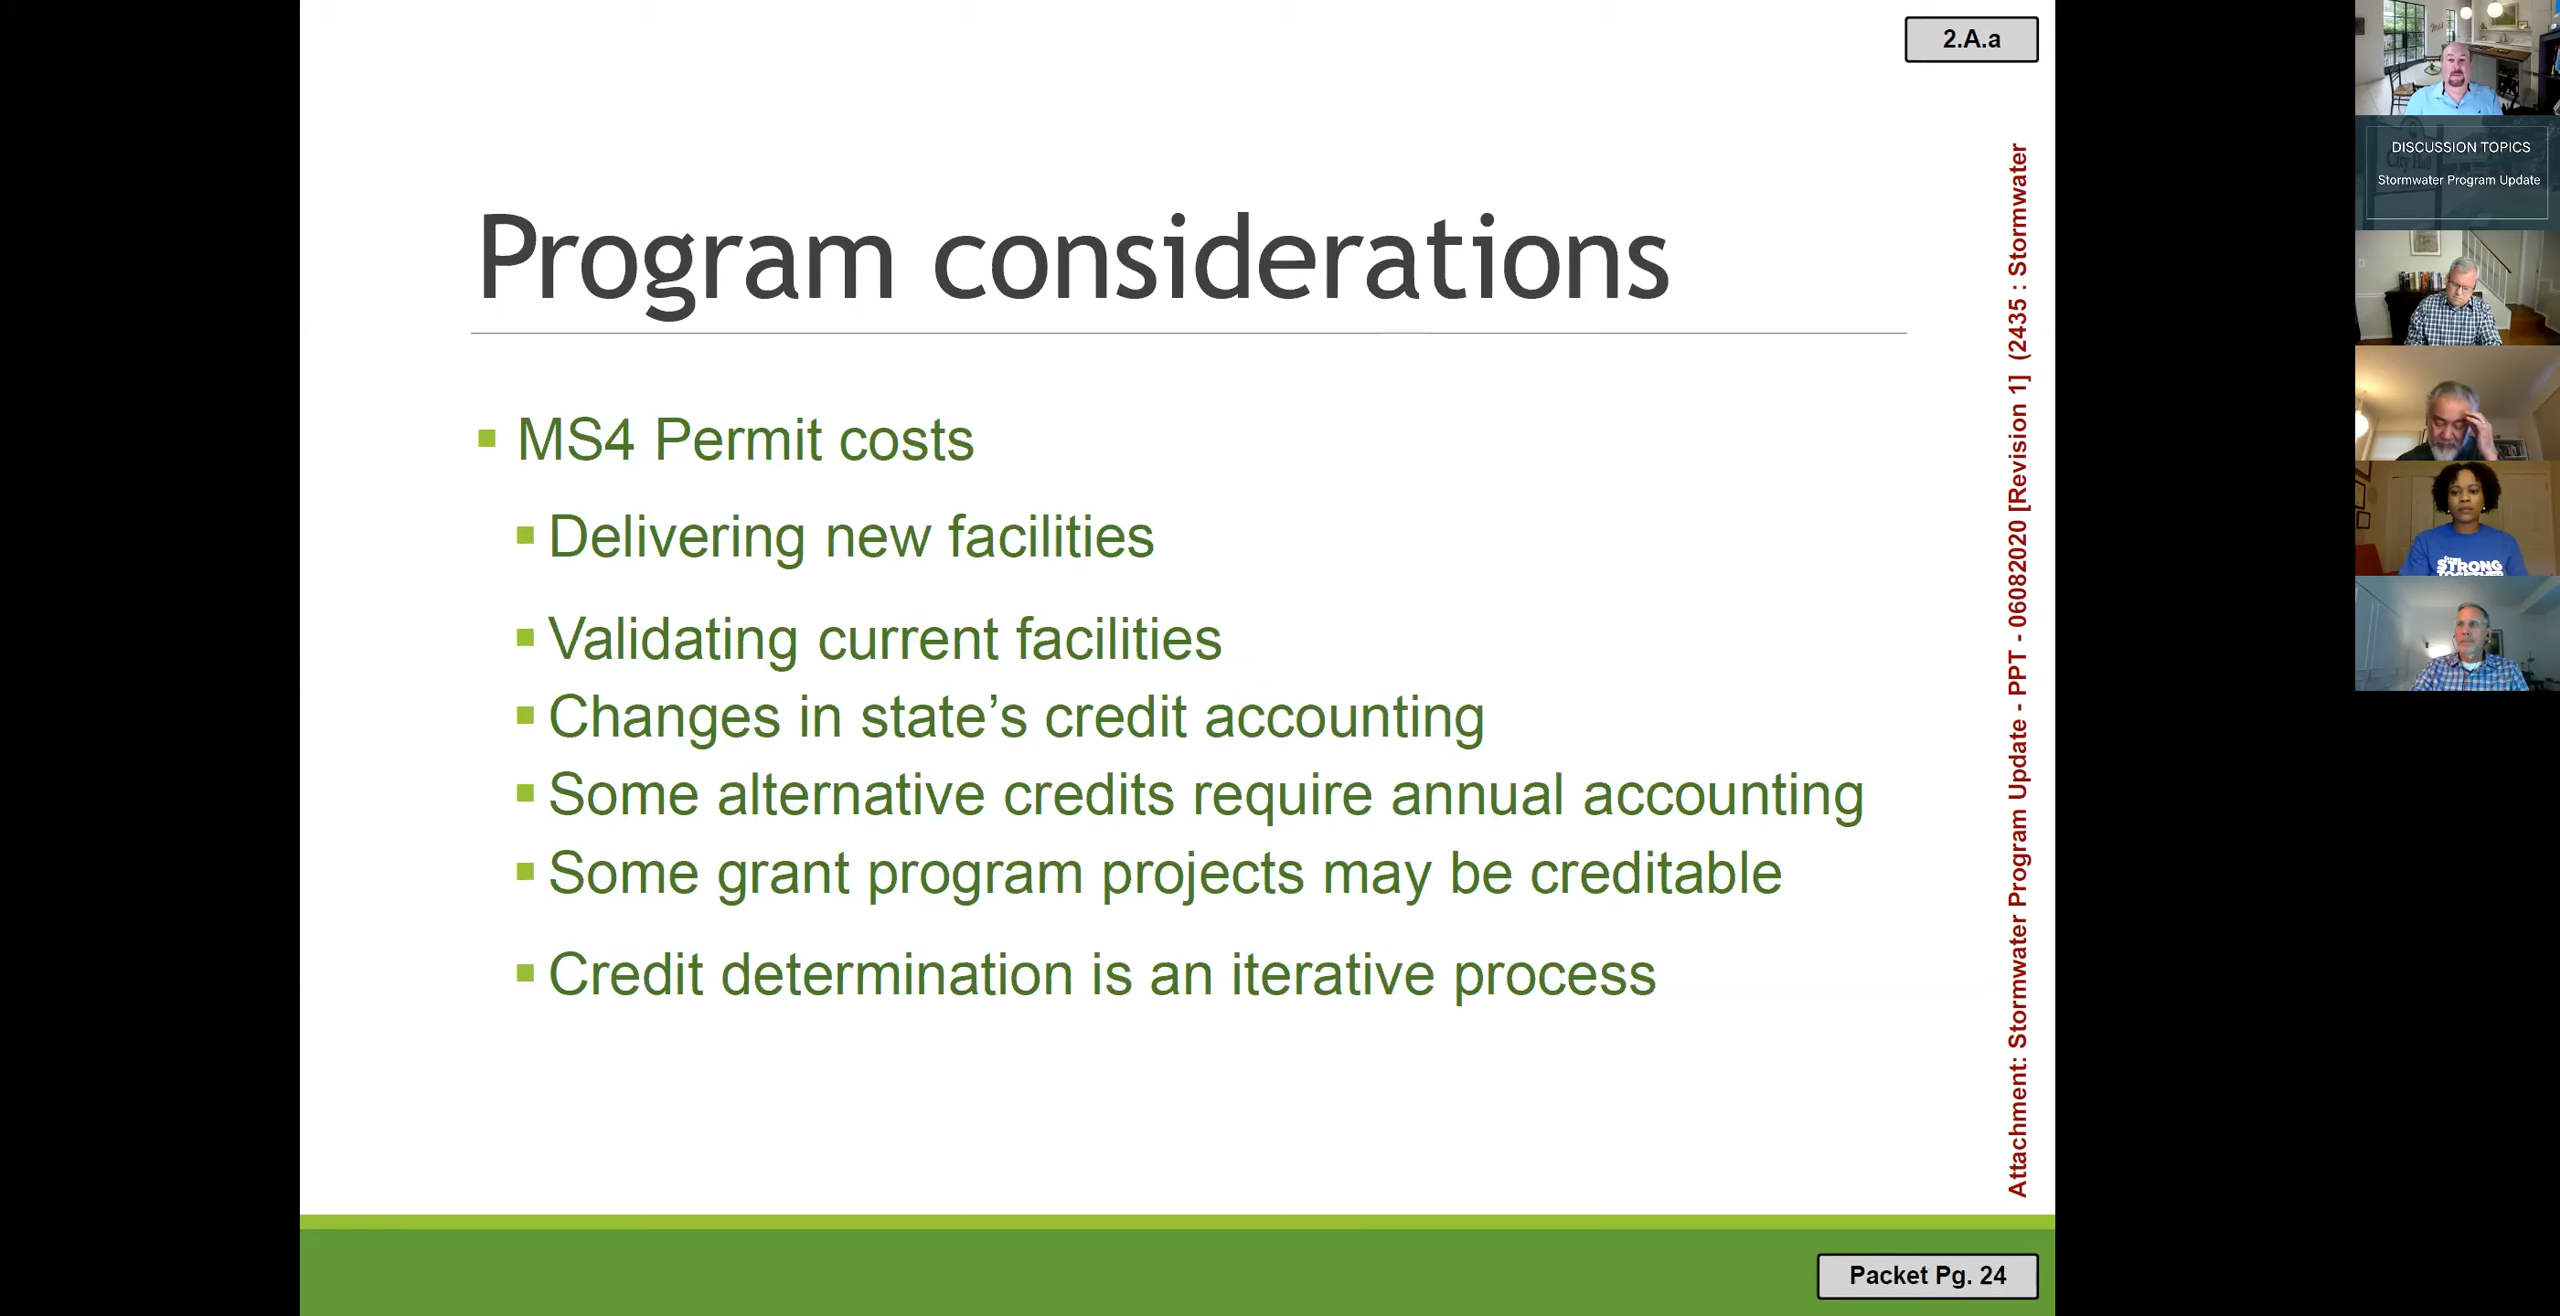 2.A.a
Program considerations
MS4 Permit costs
Delivering new facilities
Validating current facilities
Changes in state’s credit accounting
Some alternative credits require annual accounting
Some grant program projects may be creditable
Credit determination is an iterative process
Attachment: Stormwater Program Update - PPT - 06082020 [Revision 1] (2435 : Stormwater
Packet Pg. 24
DISCUSSION TOPICS
Stormwater Program Update
STRONG
TOGETHER